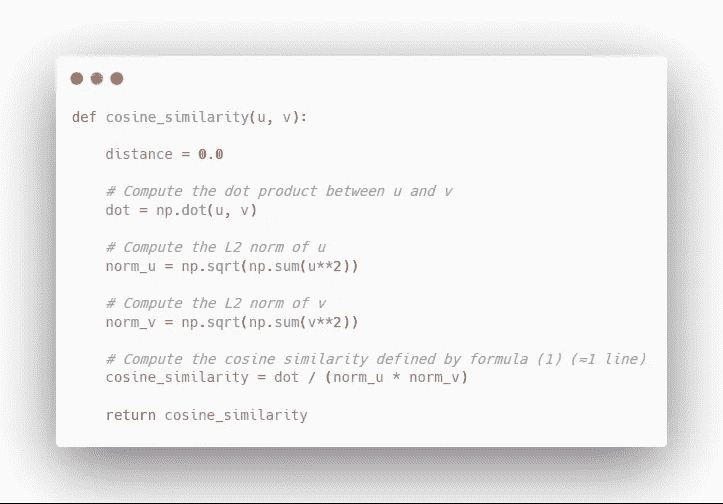 def cosine_similarity(u, v):
    distance = 0.0
    # Compute the dot product between u and v
    dot = np.dot(u, v)
    # Compute the L2 norm of u
    norm_u = np.sqrt(np.sum(u**2))
    # Compute the L2 norm of v
    norm_v = np.sqrt(np.sum(v**2))
    # Compute the cosine similarity defined by formula (1) (≈1 line)
    cosine_similarity = dot / (norm_u * norm_v)
    return cosine_similarity